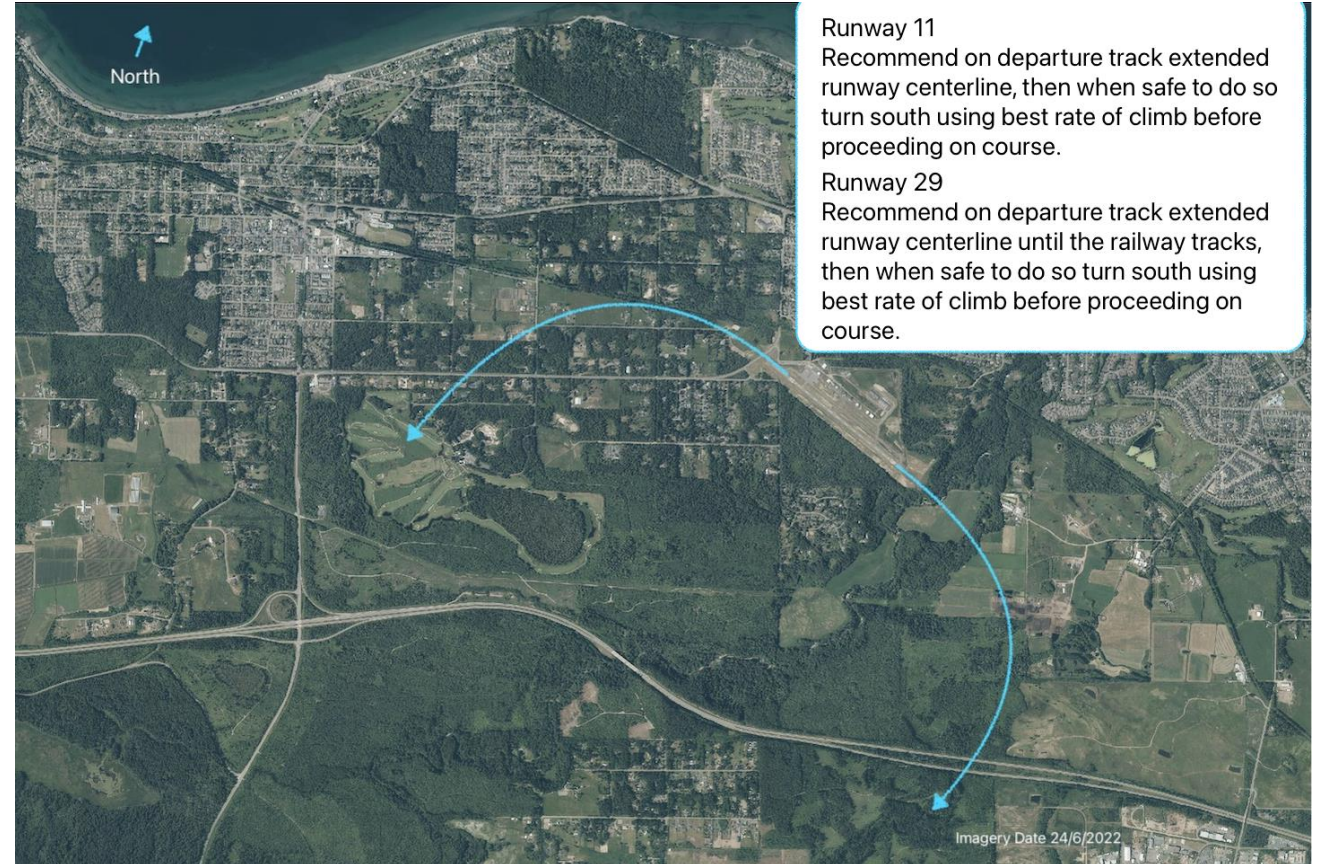 North
Runway 11
Recommend on departure track extended
runway centerline, then when safe to do so
turn south using best rate of climb before
proceeding on course.
Runway 29
Recommend on departure track extended
runway centerline until the railway tracks,
then when safe to do so turn south using
best rate of climb before proceeding on
course.
Imagery Date 24/6/2022